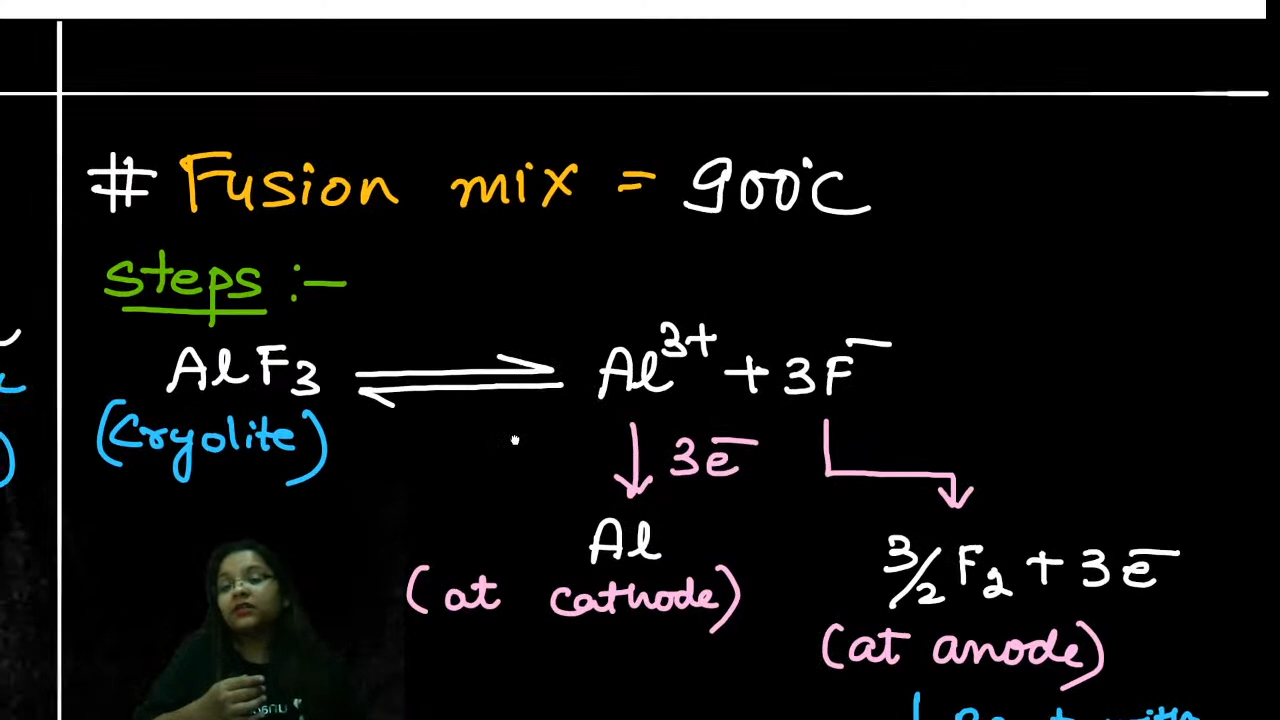 # Fusion mix = 900°C
Steps :-
AlF3 ⇌ Al3+ + 3F-
(Cryolite)
3e-
Al
(at cathode)
3/2 F2 + 3e-
(at anode)